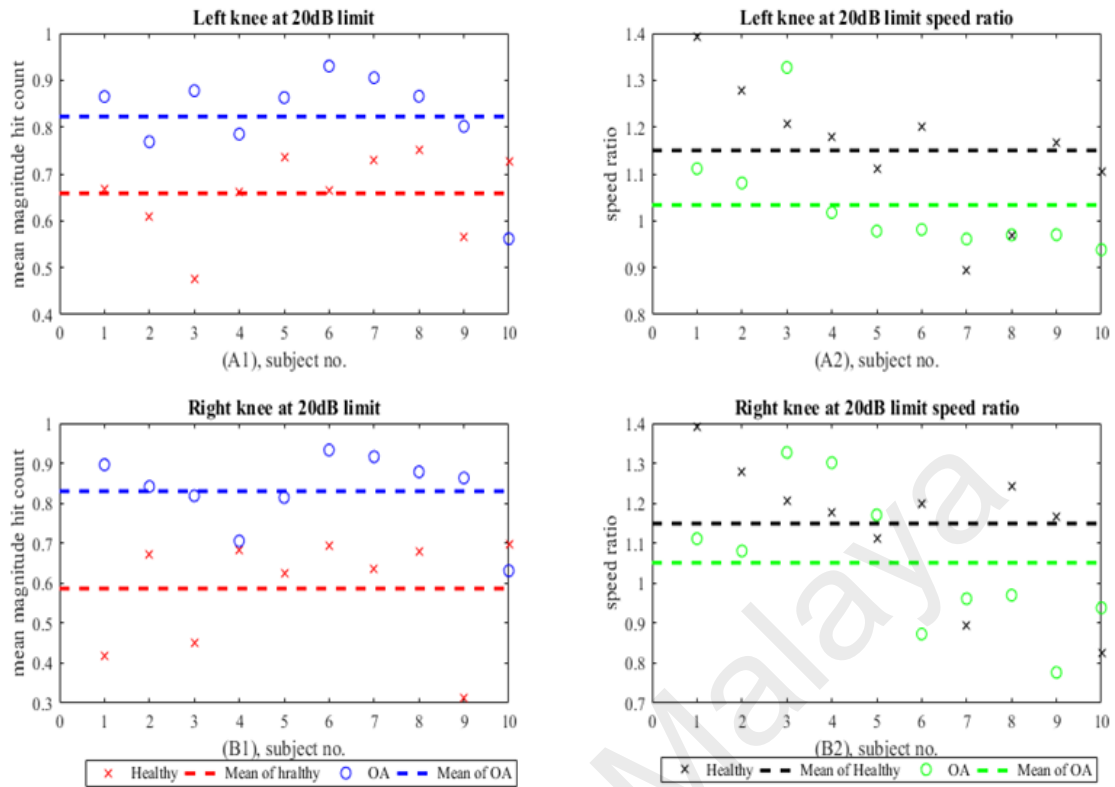 Left knee at 20dB limit
mean magnitude hit count
1
0.9
0.8
0.7
0.6
0.5
0.4
0 1 2 3 4 5 6 7 8 9 10
(A1), subject no.
Left knee at 20dB limit speed ratio
speed ratio
1.4
1.3
1.2
1.1
1
0.9
0.8
0 1 2 3 4 5 6 7 8 9 10
(A2), subject no.
Right knee at 20dB limit
mean magnitude hit count
1
0.9
0.8
0.7
0.6
0.5
0.4
0.3
0 1 2 3 4 5 6 7 8 9 10
(B1), subject no.
Healthy Mean of hralthy OA Mean of OA
Right knee at 20dB limit speed ratio
speed ratio
1.4
1.3
1.2
1.1
1
0.9
0.8
0.7
0 1 2 3 4 5 6 7 8 9 10
(B2), subject no.
Healthy Mean of Healthy OA Mean of OA
Malaya